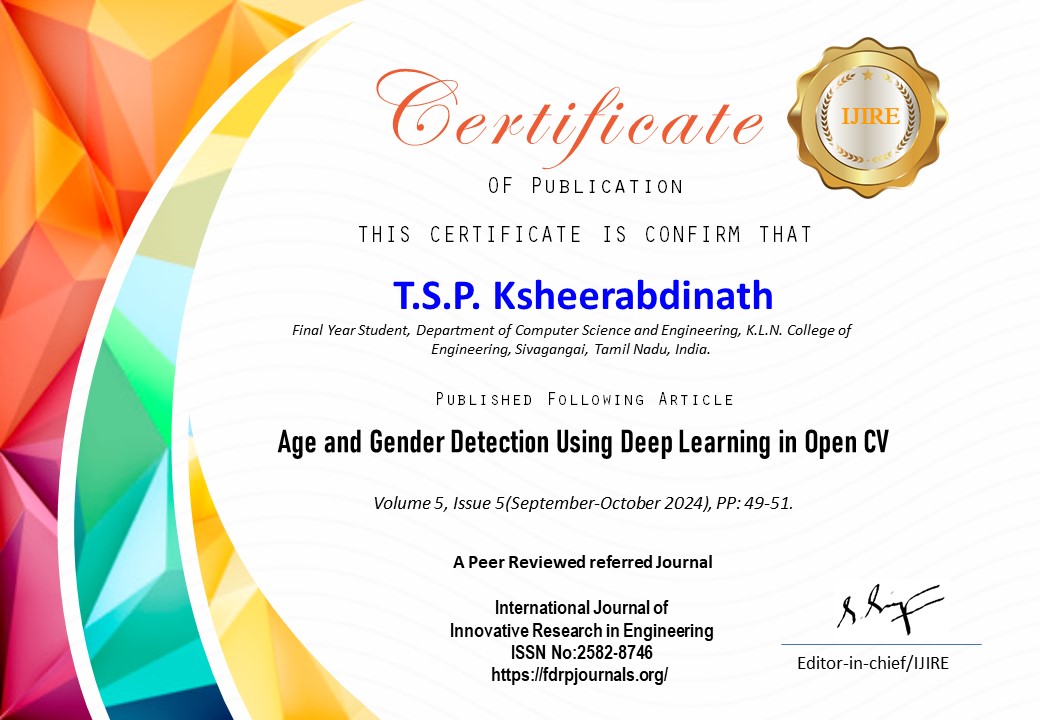 Certificate
IJIRE
OF PUBLICATION
THIS CERTIFICATE IS CONFIRM THAT
T.S.P. Ksheerabdinath
Final Year Student, Department of Computer Science and Engineering, K.L.N. College of
Engineering, Sivagangai, Tamil Nadu, India.
PUBLISHED FOLLOWING ARTICLE
Age and Gender Detection Using Deep Learning in Open CV
Volume 5, Issue 5(September-October 2024), PP: 49-51.
A Peer Reviewed referred Journal
International Journal of
Innovative Research in Engineering
ISSN No:2582-8746
https://fdrpjournals.org/
Editor-in-chief/IJIRE